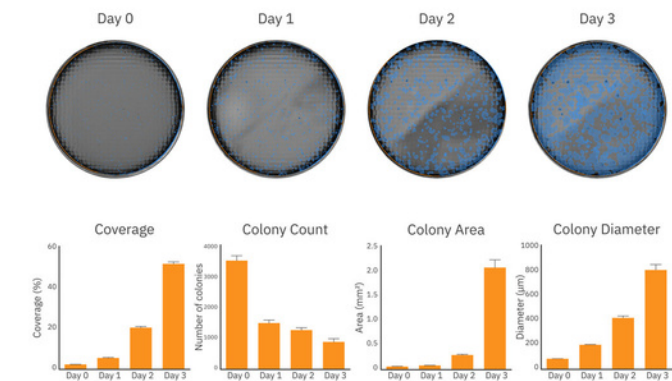 Day 0 Day 1 Day 2 Day 3
Coverage
Coverage (%)
60
40
20
0
Day 0 Day 1 Day 2 Day 3
Colony Count
Number of colonies
4000
3000
2000
1000
0
Day 0 Day 1 Day 2 Day 3
Colony Area
Area (mm²)
2.5
2.0
1.5
1.0
0.5
0
Day 0 Day 1 Day 2 Day 3
Colony Diameter
Diameter (µm)
1000
800
600
400
200
0
Day 0 Day 1 Day 2 Day 3